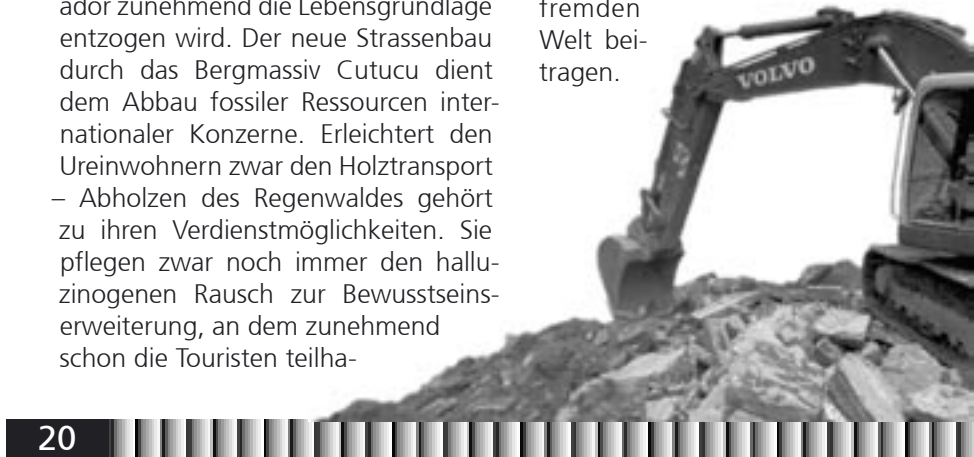 ador zunehmend die Lebensgrundlage
entzogen wird. Der neue Strassenbau
durch das Bergmassiv Cutucu dient
dem Abbau fossiler Ressourcen inter-
nationaler Konzerne. Erleichtert den
Ureinwohnern zwar den Holztransport
– Abholzen des Regenwaldes gehört
zu ihren Verdienstmöglichkeiten. Sie
pflegen zwar noch immer den hallu-
zinogenen Rausch zur Bewusstseins-
erweiterung, an dem zunehmend
schon die Touristen teilha-
fremden
Welt bei-
tragen.
VOLVO
20